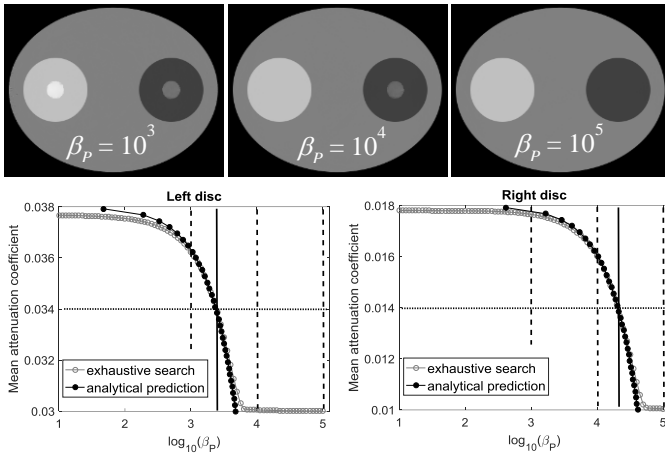 β_P = 10^3
β_P = 10^4
β_P = 10^5
Left disc
Mean attenuation coefficient
0.038
0.036
0.034
0.032
0.03
exhaustive search
analytical prediction
1 2 3 4 5
log10(β_P)
Right disc
Mean attenuation coefficient
0.018
0.016
0.014
0.012
0.01
exhaustive search
analytical prediction
1 2 3 4 5
log10(β_P)